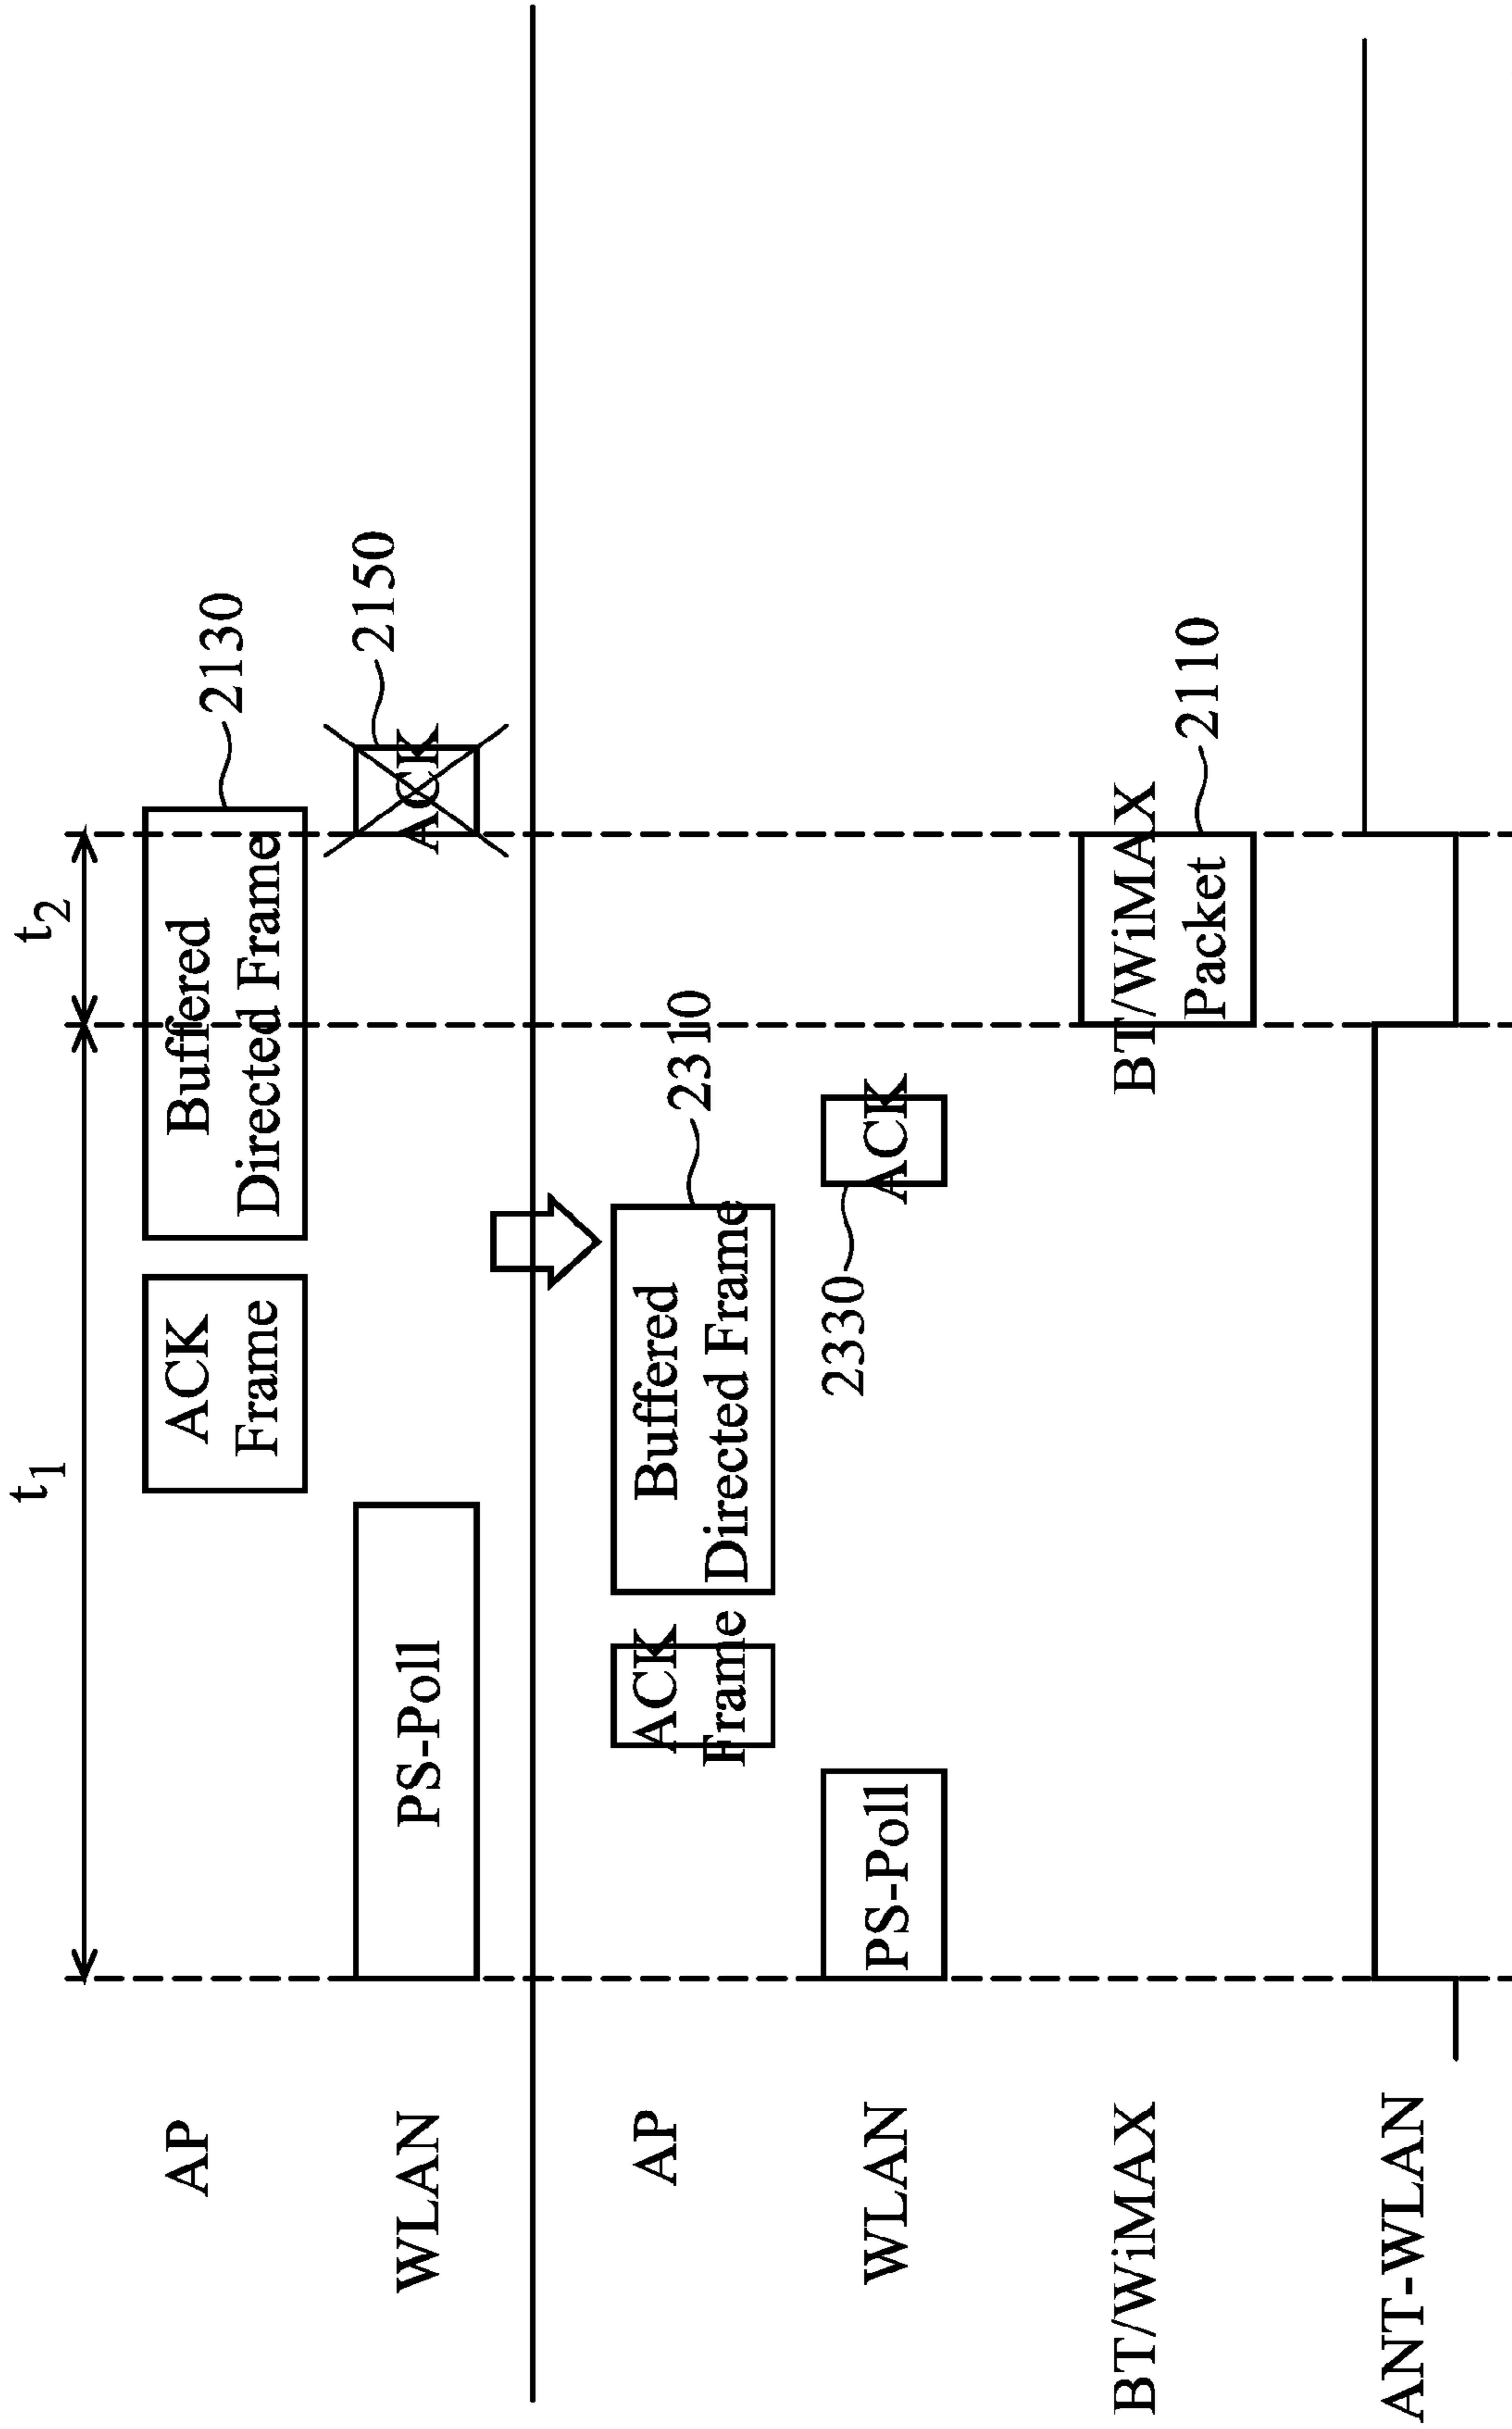 t1
t2
AP
ACK
Frame
Buffered
Directed Frame
2130
WLAN
PS-Poll
ACK
2150
AP
ACK
Frame
Buffered
Directed Frame
2310
WLAN
PS-Poll
2330
ACK
BT/WiMAX
BT/WiMAX
Packet
2110
ANT-WLAN